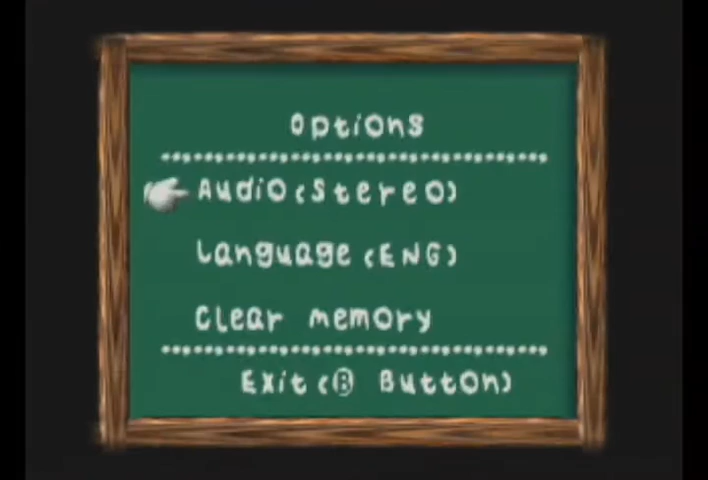 Options
Audio(Stereo)
Language(ENG)
Clear memory
Exit(B Button)